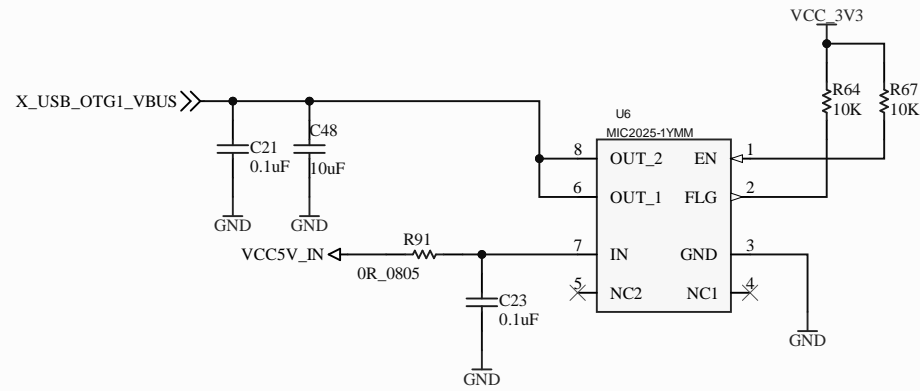 VCC_3V3
R64
10K
R67
10K
U6
MIC2025-1YMM
X_USB_OTG1_VBUS
C21
0.1uF
C48
10uF
GND
GND
8
OUT_2
EN
1
6
OUT_1
FLG
2
VCC5V_IN
R91
0R_0805
7
IN
GND
3
5
NC2
NC1
4
C23
0.1uF
GND
GND